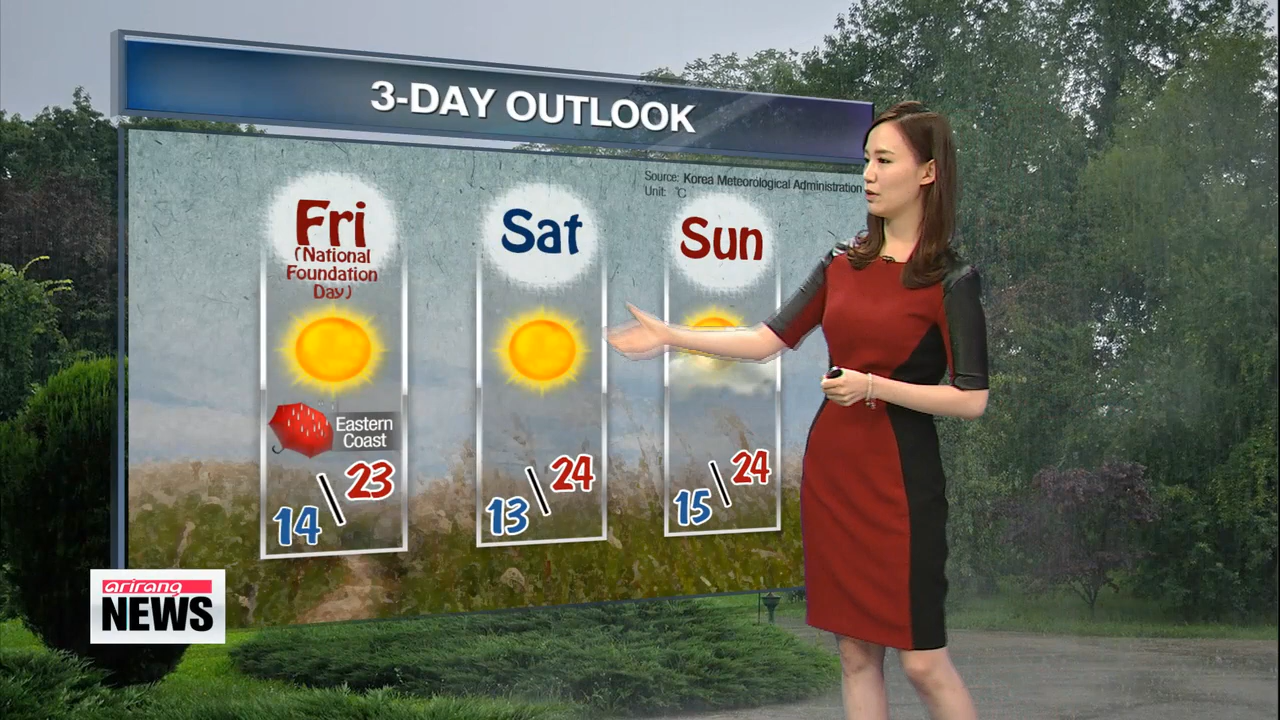 3-DAY OUTLOOK
Source: Korea Meteorological Administration
Unit: ℃
Fri
(National
Foundation
Day)
Sat
Sun
Eastern
Coast
14 \ 23
13 \ 24
15 \ 24
arirang
NEWS